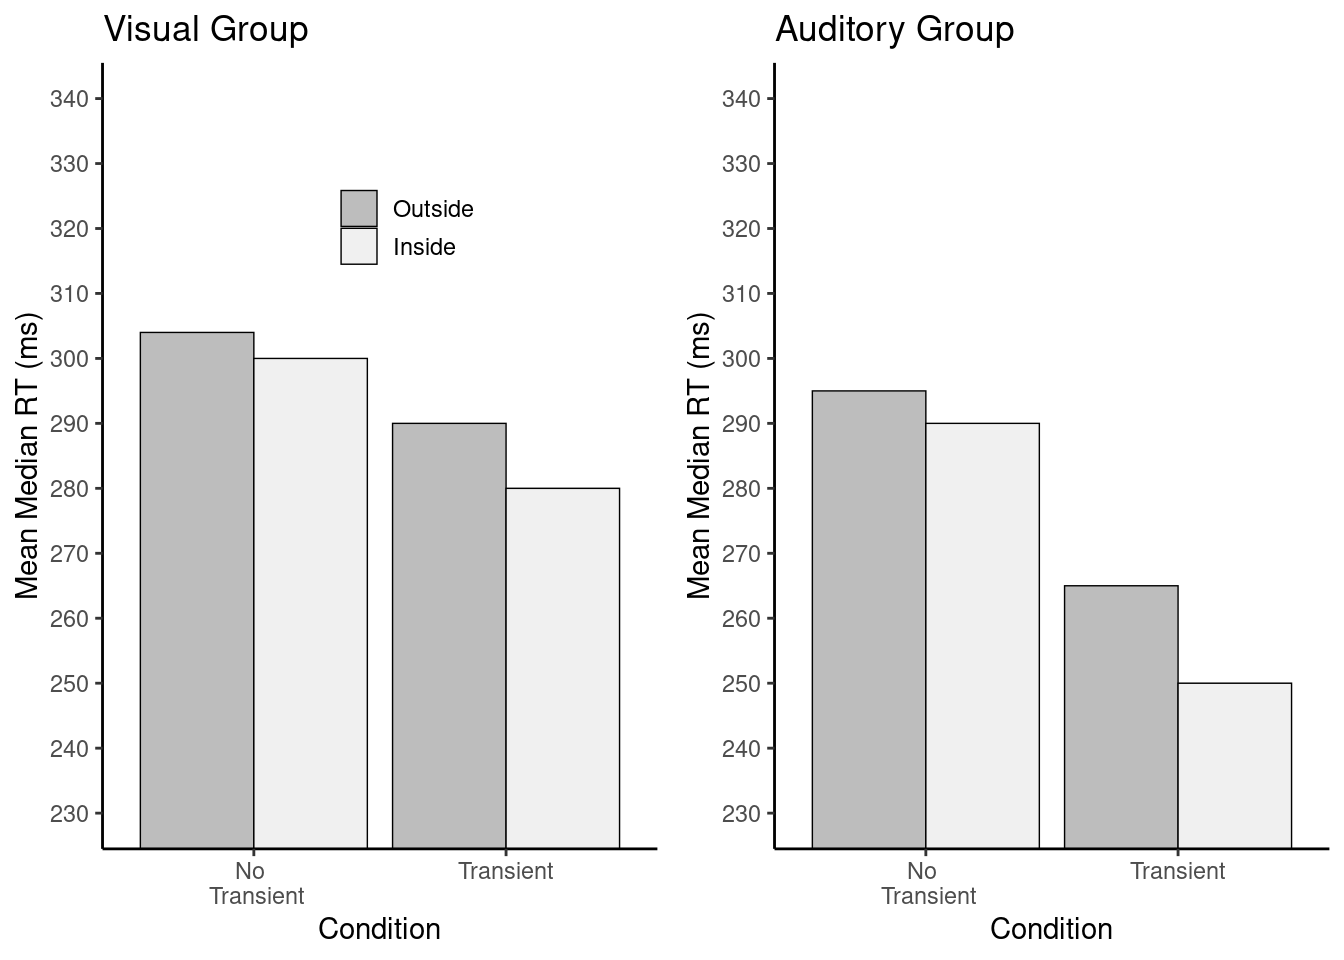 Visual Group
340
330
320
310
300
290
280
270
260
250
240
230
Mean Median RT (ms)
Outside
Inside
No
Transient
Transient
Condition
Auditory Group
340
330
320
310
300
290
280
270
260
250
240
230
Mean Median RT (ms)
No
Transient
Transient
Condition